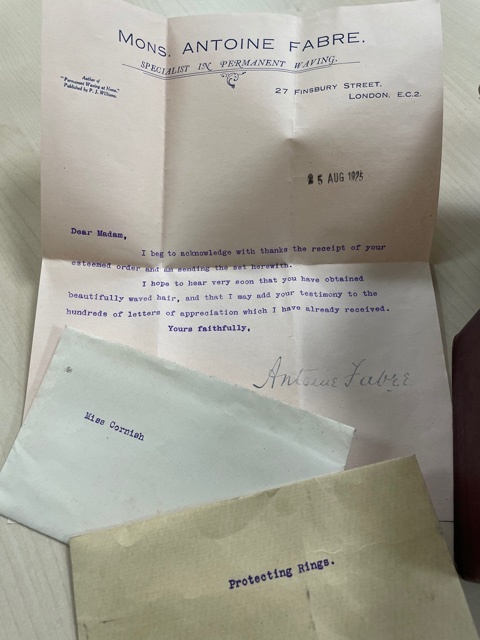 MONS. ANTOINE FABRE.
SPECIALIST IN PERMANENT WAVING.
Author of
"Permanent Waving at Home."
Published by P. J. Williams.
27 FINSBURY STREET,
LONDON, E.C.2.
25 AUG 1925
Dear Madam,
I beg to acknowledge with thanks the receipt of your
esteemed order and am sending the set herewith.
I hope to hear very soon that you have obtained
beautifully waved hair, and that I may add your testimony to the
hundreds of letters of appreciation which I have already received.
Yours faithfully,
Antoine Fabre
Miss Cornish
Protecting Rings.